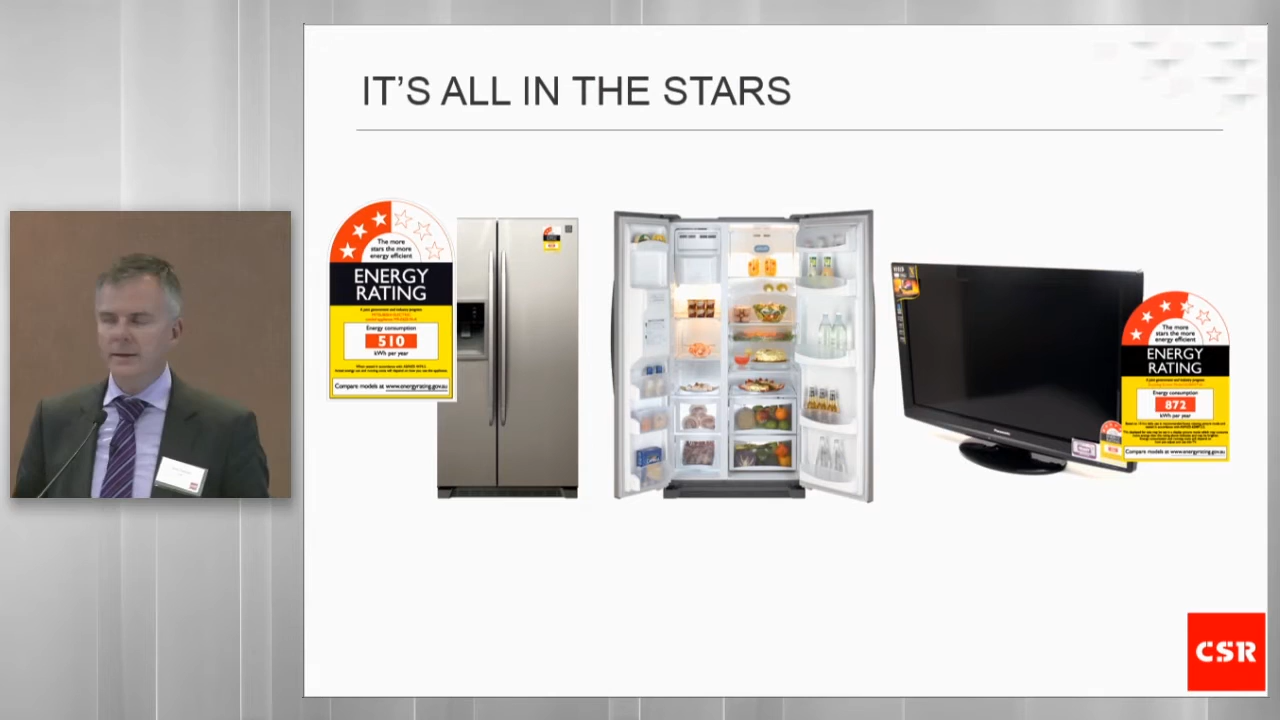 IT'S ALL IN THE STARS
The more
stars the more
energy efficient
ENERGY
RATING
A joint government and industry program
Energy consumption
510
kWh per year
Compare models at www.energyrating.gov.au
The more
stars the more
energy efficient
ENERGY
RATING
A joint government and industry program
Energy consumption
872
kWh per year
Compare models at www.energyrating.gov.au
Panasonic
CSR